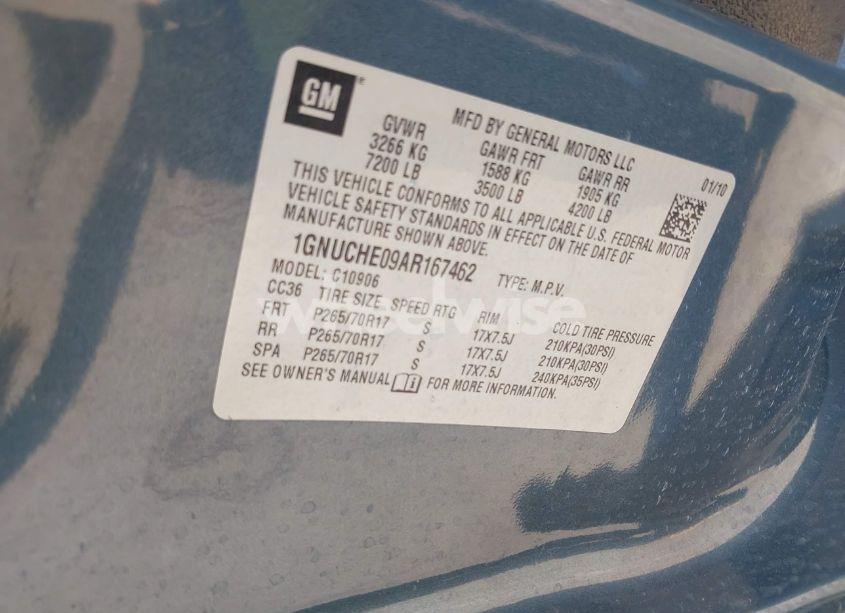 GM
MFD BY GENERAL MOTORS LLC
01/10
GVWR GAWR FRT GAWR RR
3266 KG 1588 KG 1905 KG
7200 LB 3500 LB 4200 LB
THIS VEHICLE CONFORMS TO ALL APPLICABLE U.S. FEDERAL MOTOR
VEHICLE SAFETY STANDARDS IN EFFECT ON THE DATE OF
MANUFACTURE SHOWN ABOVE.
1GNUCHE09AR167462 TYPE: M.P.V.
MODEL: C10906
CC36 TIRE SIZE SPEED RTG RIM COLD TIRE PRESSURE
FRT P265/70R17 S 17X7.5J 210KPA(30PSI)
RR P265/70R17 S 17X7.5J 210KPA(30PSI)
SPA P265/70R17 S 17X7.5J 240KPA(35PSI)
SEE OWNER'S MANUAL FOR MORE INFORMATION.
wheelwise